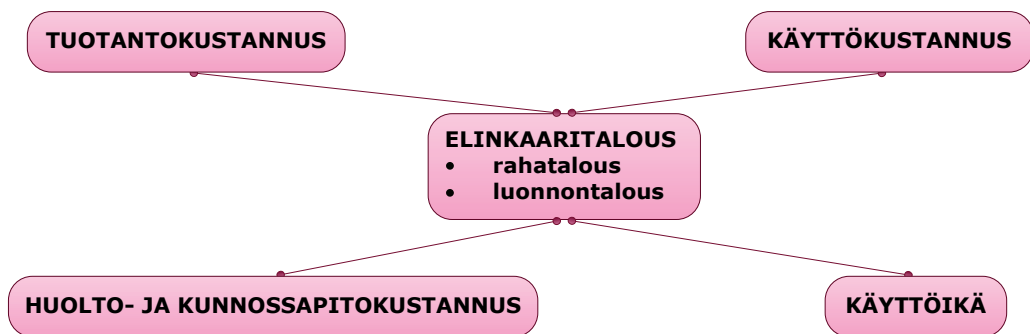 TUOTANTOKUSTANNUS
KÄYTTÖKUSTANNUS
ELINKAARITALOUS
• rahatalous
• luonnontalous
HUOLTO- JA KUNNOSSAPITOKUSTANNUS
KÄYTTÖIKÄ